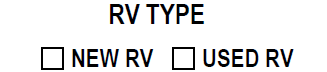 RV TYPE
☐ NEW RV ☐ USED RV